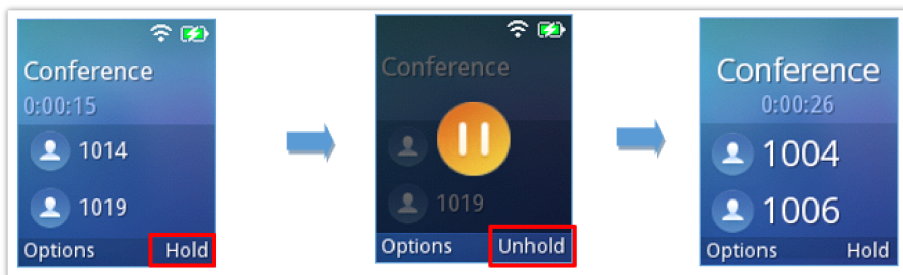 Conference
0:00:15
1014
1019
Options Hold
Conference
1019
Options Unhold
Conference
0:00:26
1004
1006
Options Hold